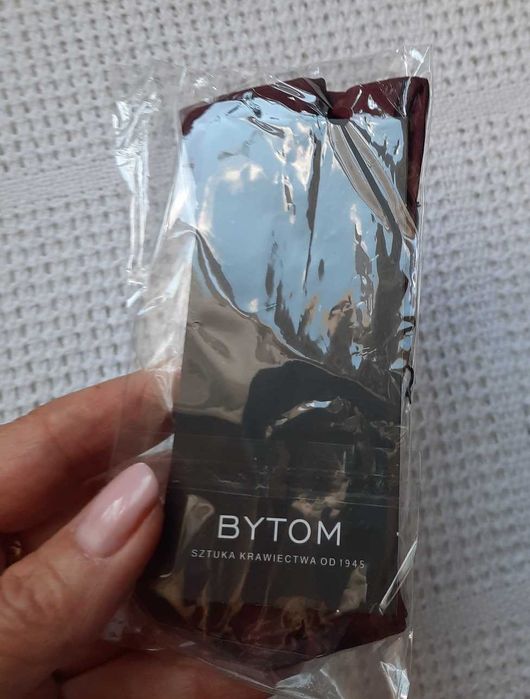 BYTOM
SZTUKA KRAWIECTWA OD 1945